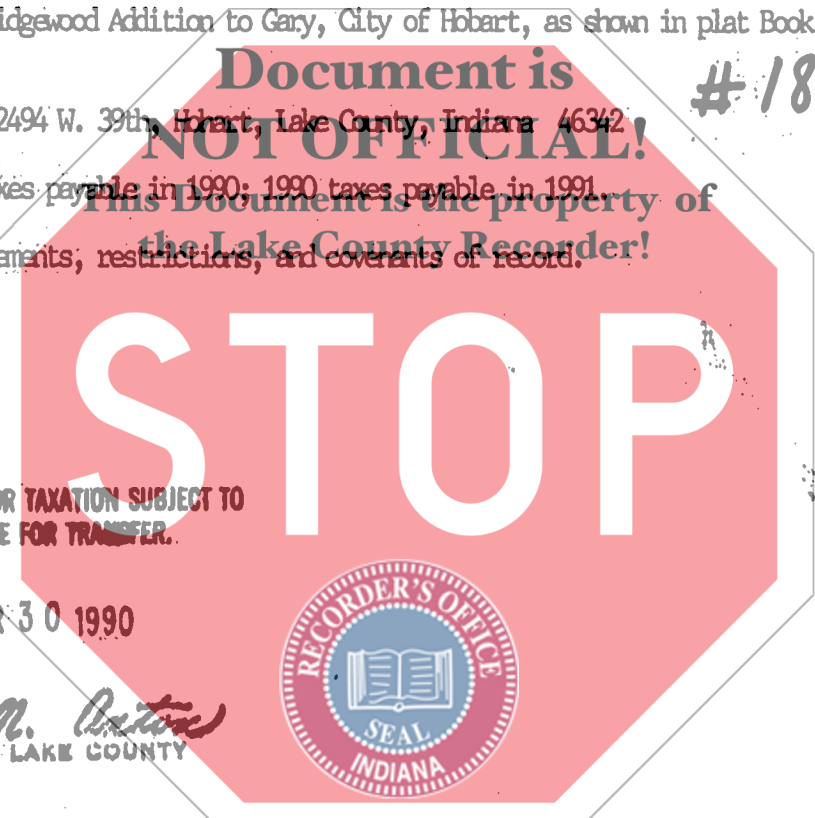 idgewood Addition to Gary, City of Hobart, as shown in plat Book
Document is
#18
2494 W. 39th, Hobart, Lake County, Indiana 46342
NOT OFFICIAL!
xes payable in 1990; 1990 taxes payable in 1991.
This Document is the property of
the Lake County Recorder!
ements, restrictions, and covenants of record.
STOP
OR TAXATION SUBJECT TO
E FOR TRANSFER.
R 30 1990
RECORDER'S OFFICE
SEAL
INDIANA
LAKE COUNTY